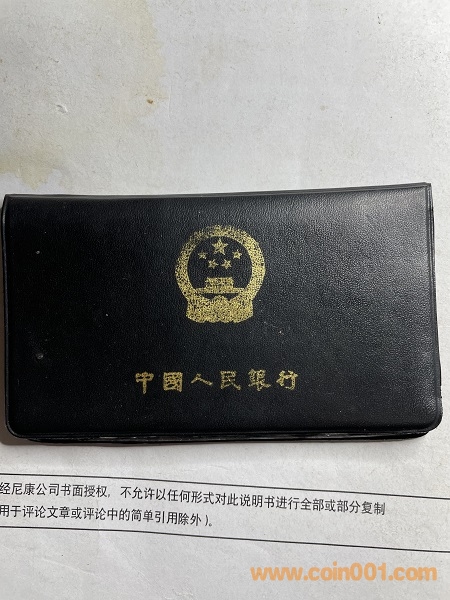 中國人民銀行
经尼康公司书面授权，不允许以任何形式对此说明书进行全部或部分复制
用于评论文章或评论中的简单引用除外）。
www.coin001.com